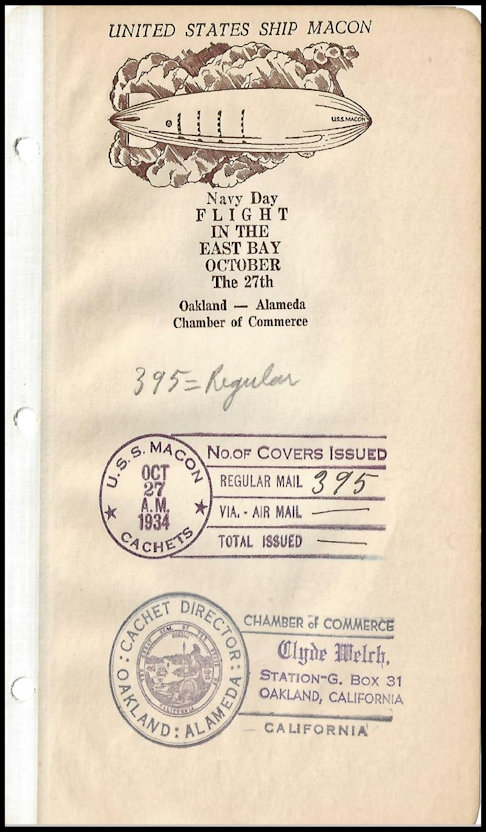 UNITED STATES SHIP MACON
U.S.S. MACON
Navy Day
FLIGHT
IN THE
EAST BAY
OCTOBER
The 27th
Oakland — Alameda
Chamber of Commerce
395 = Regular
U.S.S. MACON
OCT
27
A.M.
1934
CACHETS
No. of Covers Issued
REGULAR MAIL 395
VIA. - AIR MAIL —
TOTAL ISSUED —
CACHET DIRECTOR:
OAKLAND: ALAMEDA:
CHAMBER of COMMERCE
Clyde Welch,
STATION-G. BOX 31
OAKLAND, CALIFORNIA
CALIFORNIA